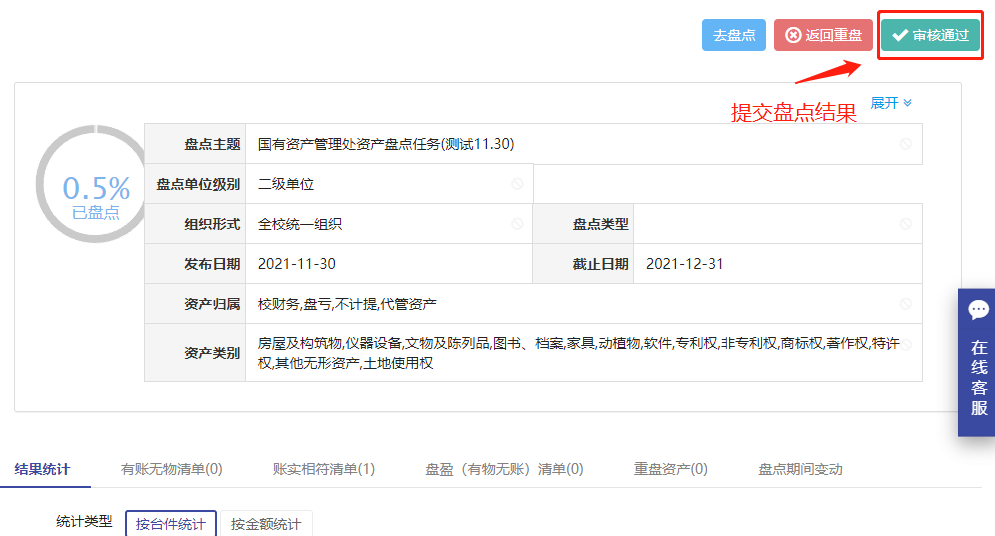 去盘点
返回重盘
审核通过
提交盘点结果
展开
0.5%
已盘点
盘点主题
国有资产管理处资产盘点任务(测试11.30)
盘点单位级别
二级单位
组织形式
全校统一组织
盘点类型
发布日期
2021-11-30
截止日期
2021-12-31
资产归属
校财务,盘亏,不计提,代管资产
资产类别
房屋及构筑物,仪器设备,文物及陈列品,图书、档案,家具,动植物,软件,专利权,非专利权,商标权,著作权,特许
权,其他无形资产,土地使用权
在线客服
结果统计
有账无物清单(0)
账实相符清单(1)
盘盈（有物无账）清单(0)
重盘资产(0)
盘点期间变动
统计类型
按台件统计
按金额统计